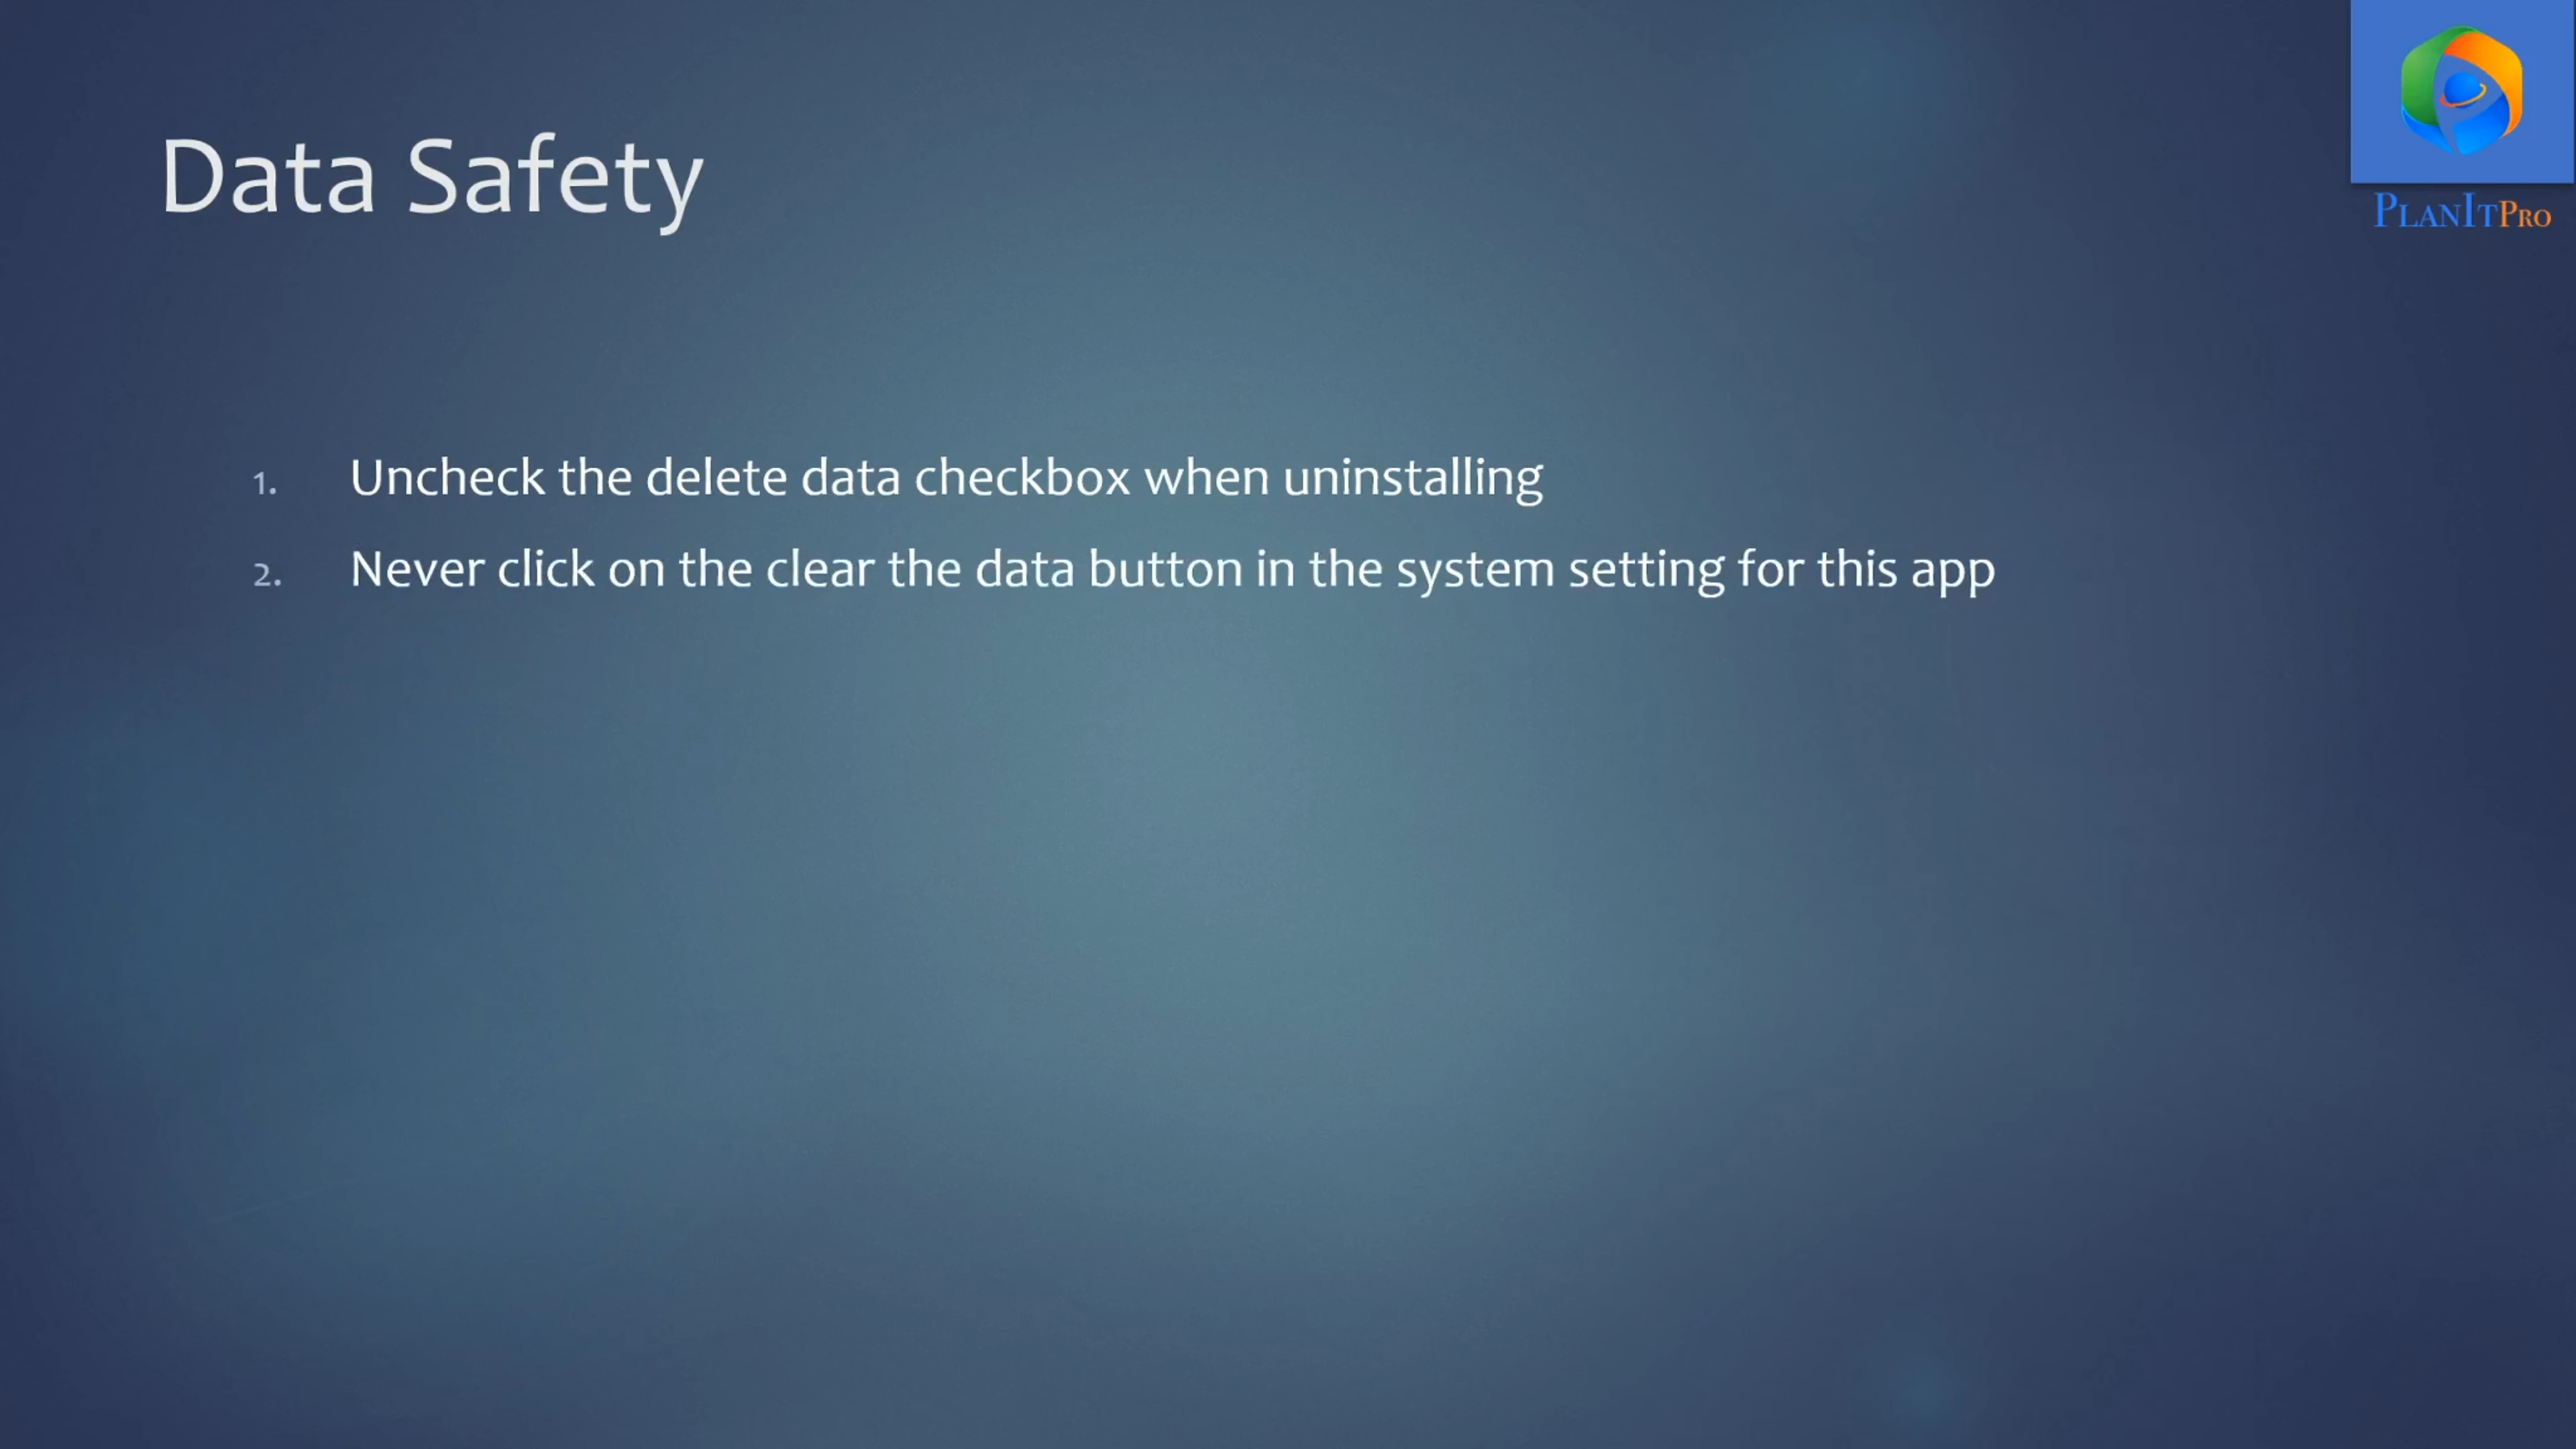 Data Safety
PlanItPro
1. Uncheck the delete data checkbox when uninstalling
2. Never click on the clear the data button in the system setting for this app